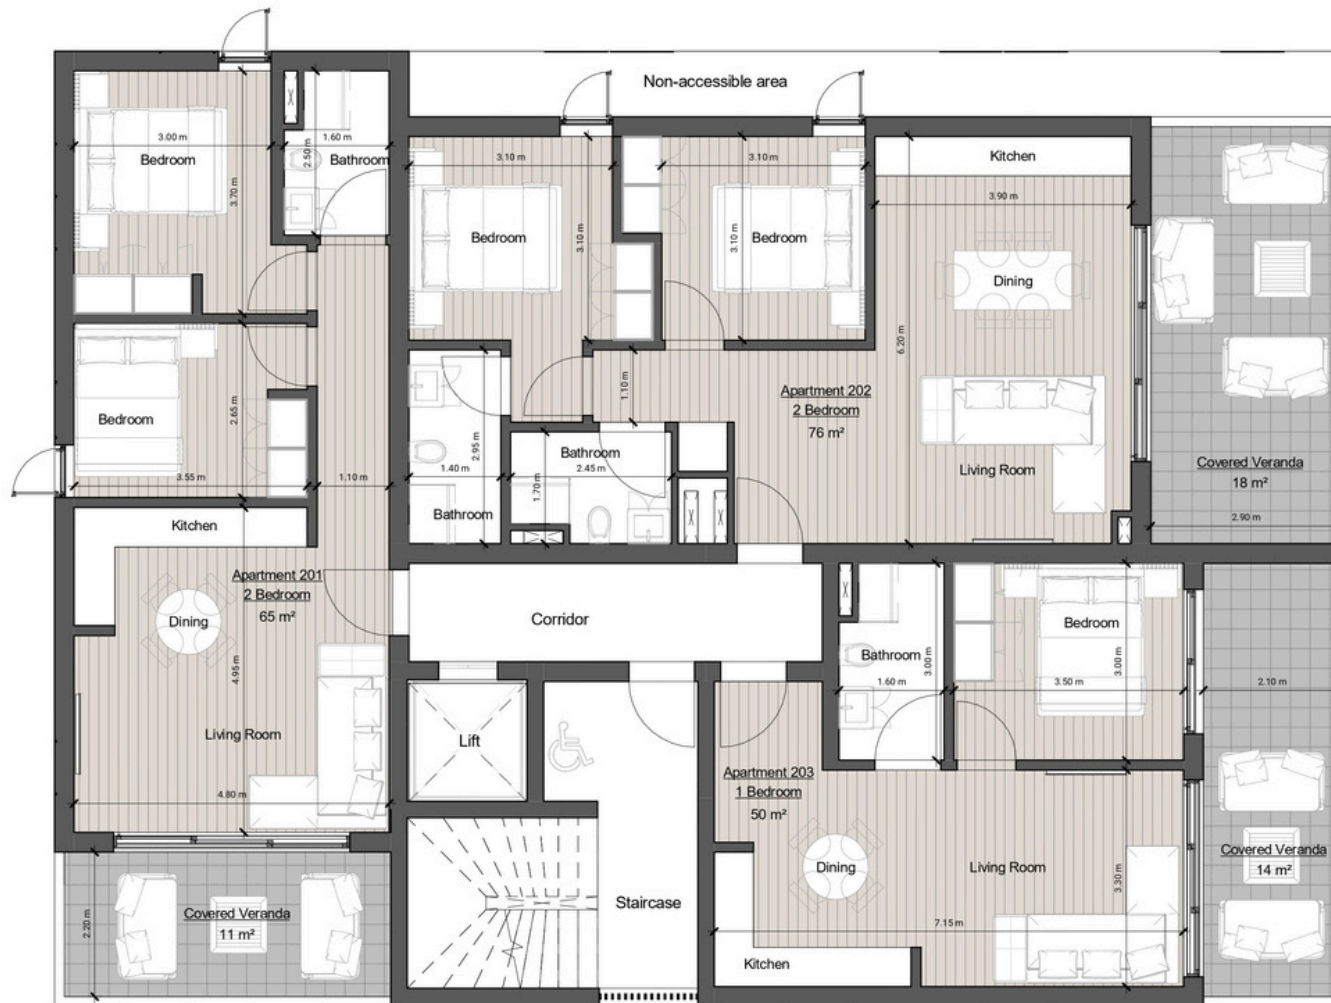 Non-accessible area
3.00 m
Bedroom
3.70 m
2.50 m
1.60 m
Bathroom
3.10 m
Bedroom
3.10 m
3.10 m
Bedroom
3.10 m
Kitchen
3.90 m
Dining
6.20 m
Apartment 202
2 Bedroom
76 m²
Living Room
Covered Veranda
18 m²
2.90 m
Bedroom
2.65 m
3.55 m
1.10 m
1.10 m
2.95 m
1.40 m
Bathroom
Bathroom
2.45 m
1.70 m
Kitchen
Apartment 201
2 Bedroom
65 m²
Dining
4.95 m
Living Room
4.80 m
Corridor
Lift
Bathroom
3.00 m
1.60 m
Bedroom
3.00 m
3.50 m
2.10 m
Apartment 203
1 Bedroom
50 m²
Dining
Living Room
3.30 m
7.15 m
Kitchen
Covered Veranda
14 m²
Covered Veranda
11 m²
2.20 m
Staircase